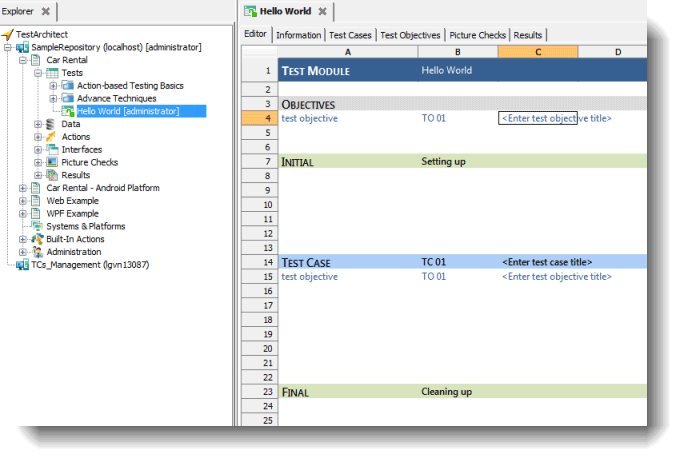 Explorer
TestArchitect
SampleRepository (localhost) [administrator]
Car Rental
Tests
Action-based Testing Basics
Advance Techniques
Hello World [administrator]
Data
Actions
Interfaces
Picture Checks
Results
Car Rental - Android Platform
Web Example
WPF Example
Systems & Platforms
Built-In Actions
Administration
TCs_Management (lgvn13087)
Hello World
Editor Information Test Cases Test Objectives Picture Checks Results
A B C D
1 TEST MODULE Hello World
2
3 OBJECTIVES
4 test objective TO 01 <Enter test objective title>
5
6
7 INITIAL Setting up
8
9
10
11
12
13
14 TEST CASE TC 01 <Enter test case title>
15 test objective TO 01 <Enter test objective title>
16
17
18
19
20
21
22
23 FINAL Cleaning up
24
25